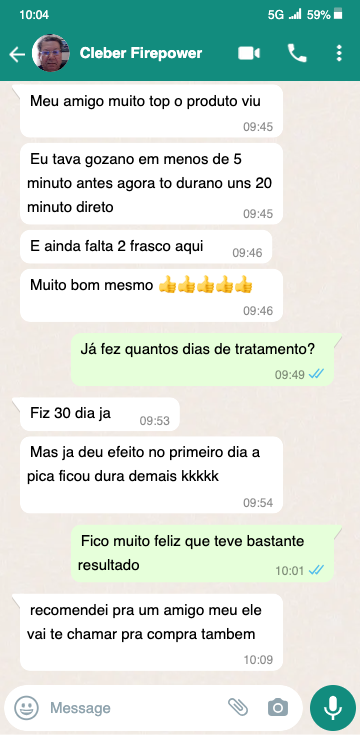 10:04
5G 59%
Cleber Firepower
Meu amigo muito top o produto viu
09:45
Eu tava gozano em menos de 5
minuto antes agora to durano uns 20
minuto direto
09:45
E ainda falta 2 frasco aqui
09:46
Muito bom mesmo 👍👍👍👍👍
09:46
Já fez quantos dias de tratamento?
09:49
Fiz 30 dia ja
09:53
Mas ja deu efeito no primeiro dia a
pica ficou dura demais kkkkk
09:54
Fico muito feliz que teve bastante
resultado
10:01
recomendei pra um amigo meu ele
vai te chamar pra compra tambem
10:09
Message